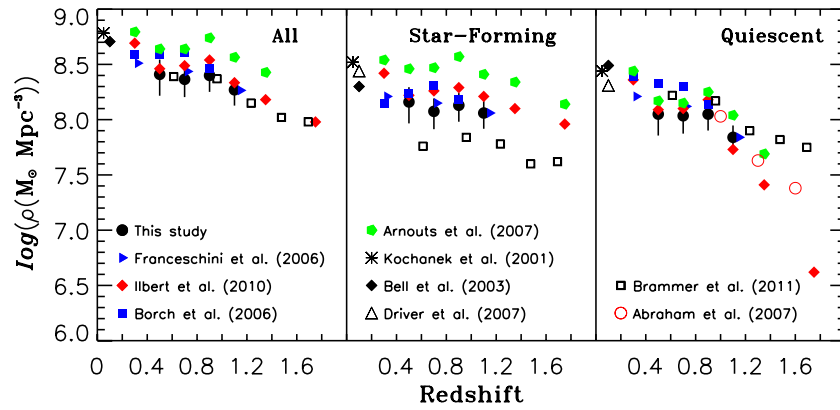 All
Star-Forming
Quiescent
9.0
8.5
8.0
7.5
7.0
6.5
6.0
log(ρ(M⊙ Mpc⁻³))
This study
Franceschini et al. (2006)
Ilbert et al. (2010)
Borch et al. (2006)
Arnouts et al. (2007)
Kochanek et al. (2001)
Bell et al. (2003)
Driver et al. (2007)
Brammer et al. (2011)
Abraham et al. (2007)
0 0.4 0.8 1.2 1.6 0.4 0.8 1.2 1.6 0.4 0.8 1.2 1.6
Redshift